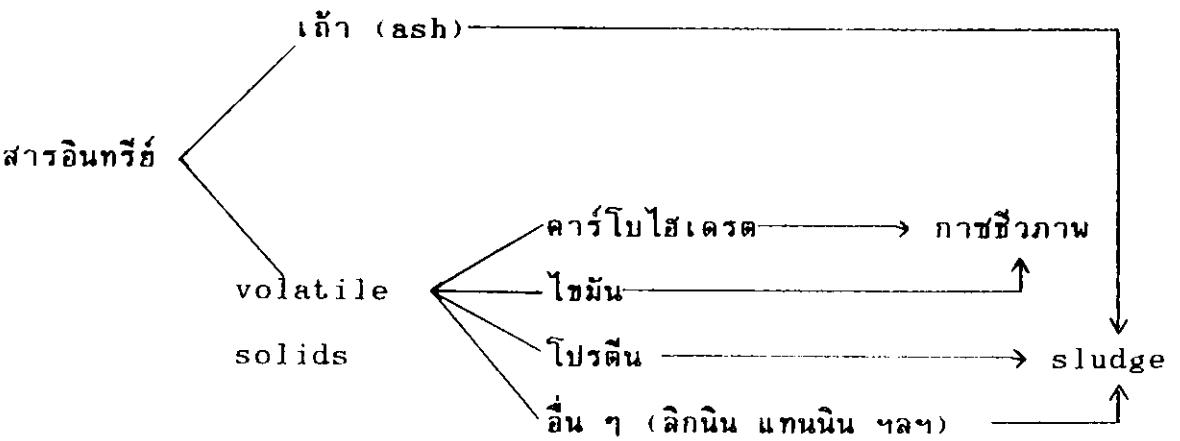 เถ้า (ash)
สารอินทรีย์
คาร์โบไฮเดรต กาซชีวภาพ
volatile ไขมัน
solids โปรตีน sludge
อื่น ๆ (ลิกนิน แทนนิน ฯลฯ)